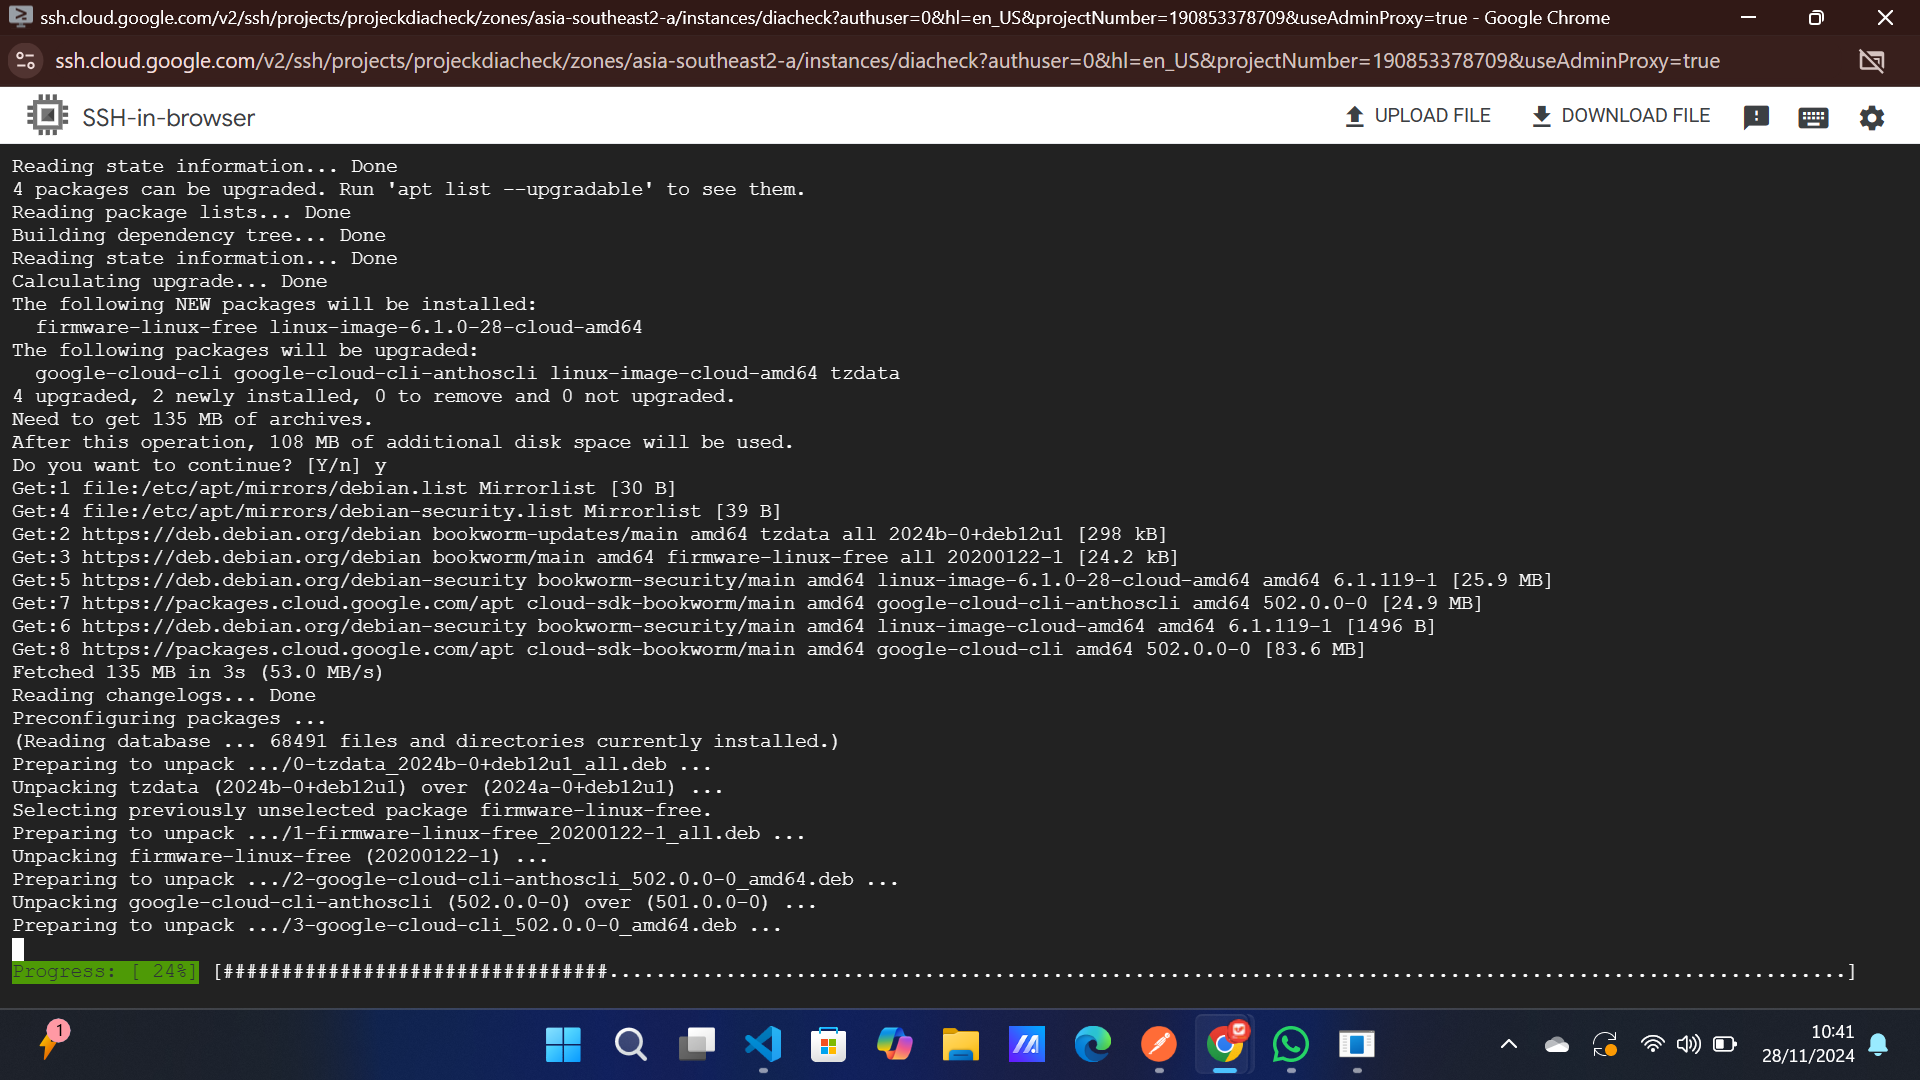 ssh.cloud.google.com/v2/ssh/projects/projeckdiacheck/zones/asia-southeast2-a/instances/diacheck?authuser=0&hl=en_US&projectNumber=190853378709&useAdminProxy=true - Google Chrome
ssh.cloud.google.com/v2/ssh/projects/projeckdiacheck/zones/asia-southeast2-a/instances/diacheck?authuser=0&hl=en_US&projectNumber=190853378709&useAdminProxy=true
SSH-in-browser
UPLOAD FILE
DOWNLOAD FILE
Reading state information... Done
4 packages can be upgraded. Run 'apt list --upgradable' to see them.
Reading package lists... Done
Building dependency tree... Done
Reading state information... Done
Calculating upgrade... Done
The following NEW packages will be installed:
  firmware-linux-free linux-image-6.1.0-28-cloud-amd64
The following packages will be upgraded:
  google-cloud-cli google-cloud-cli-anthoscli linux-image-cloud-amd64 tzdata
4 upgraded, 2 newly installed, 0 to remove and 0 not upgraded.
Need to get 135 MB of archives.
After this operation, 108 MB of additional disk space will be used.
Do you want to continue? [Y/n] y
Get:1 file:/etc/apt/mirrors/debian.list Mirrorlist [30 B]
Get:4 file:/etc/apt/mirrors/debian-security.list Mirrorlist [39 B]
Get:2 https://deb.debian.org/debian bookworm-updates/main amd64 tzdata all 2024b-0+deb12u1 [298 kB]
Get:3 https://deb.debian.org/debian bookworm/main amd64 firmware-linux-free all 20200122-1 [24.2 kB]
Get:5 https://deb.debian.org/debian-security bookworm-security/main amd64 linux-image-6.1.0-28-cloud-amd64 amd64 6.1.119-1 [25.9 MB]
Get:7 https://packages.cloud.google.com/apt cloud-sdk-bookworm/main amd64 google-cloud-cli-anthoscli amd64 502.0.0-0 [24.9 MB]
Get:6 https://deb.debian.org/debian-security bookworm-security/main amd64 linux-image-cloud-amd64 amd64 6.1.119-1 [1496 B]
Get:8 https://packages.cloud.google.com/apt cloud-sdk-bookworm/main amd64 google-cloud-cli amd64 502.0.0-0 [83.6 MB]
Fetched 135 MB in 3s (53.0 MB/s)
Reading changelogs... Done
Preconfiguring packages ...
(Reading database ... 68491 files and directories currently installed.)
Preparing to unpack .../0-tzdata_2024b-0+deb12u1_all.deb ...
Unpacking tzdata (2024b-0+deb12u1) over (2024a-0+deb12u1) ...
Selecting previously unselected package firmware-linux-free.
Preparing to unpack .../1-firmware-linux-free_20200122-1_all.deb ...
Unpacking firmware-linux-free (20200122-1) ...
Preparing to unpack .../2-google-cloud-cli-anthoscli_502.0.0-0_amd64.deb ...
Unpacking google-cloud-cli-anthoscli (502.0.0-0) over (501.0.0-0) ...
Preparing to unpack .../3-google-cloud-cli_502.0.0-0_amd64.deb ...
Progress: [ 24%] [#################################..........................................................................................................]
1
10:41
28/11/2024